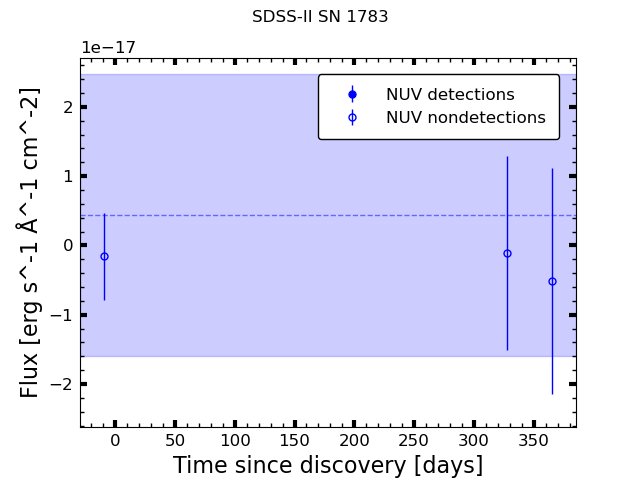 SDSS-II SN 1783
1e−17
NUV detections
NUV nondetections
2
1
0
−1
−2
Flux [erg s^-1 Å^-1 cm^-2]
0 50 100 150 200 250 300 350
Time since discovery [days]